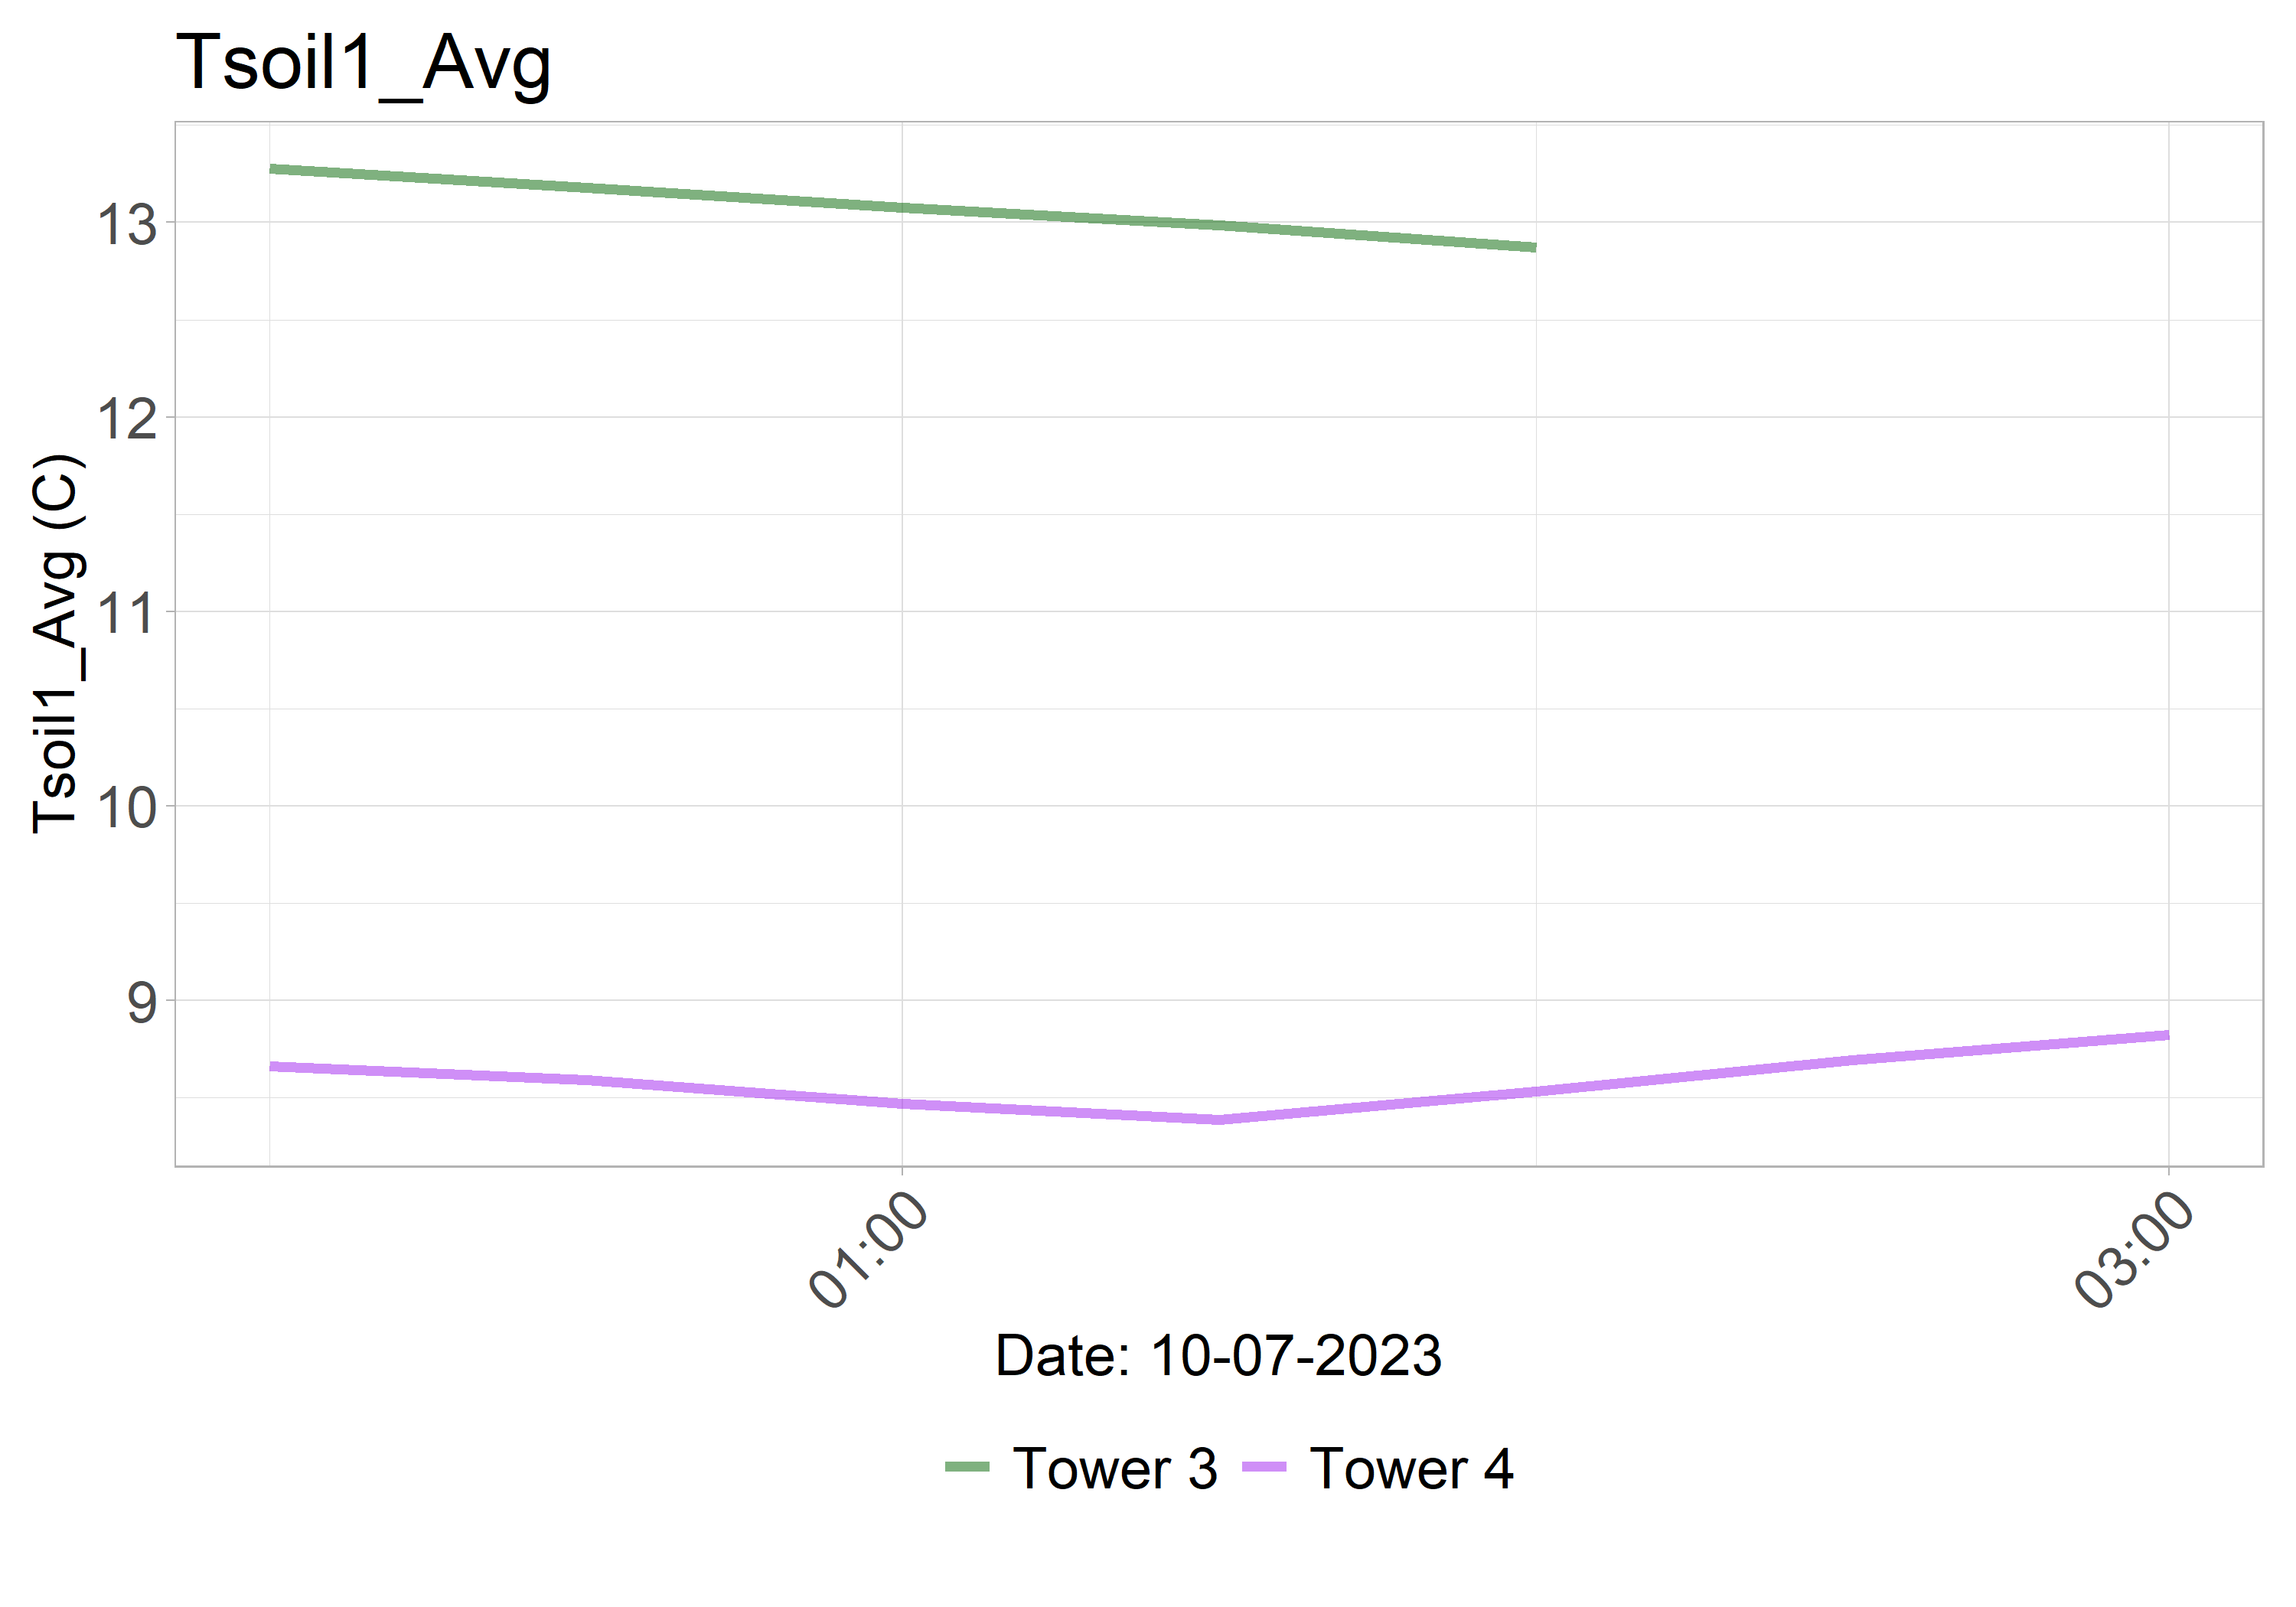 Tsoil1_Avg
Tsoil1_Avg (C)
13
12
11
10
9
01:00
03:00
Date: 10-07-2023
Tower 3
Tower 4